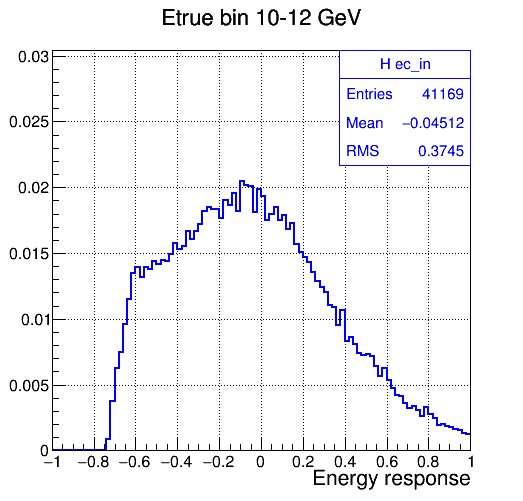 Etrue bin 10-12 GeV
H ec_in
Entries 41169
Mean −0.04512
RMS 0.3745
0.03
0.025
0.02
0.015
0.01
0.005
0
−1 −0.8 −0.6 −0.4 −0.2 0 0.2 0.4 0.6 0.8 1
Energy response